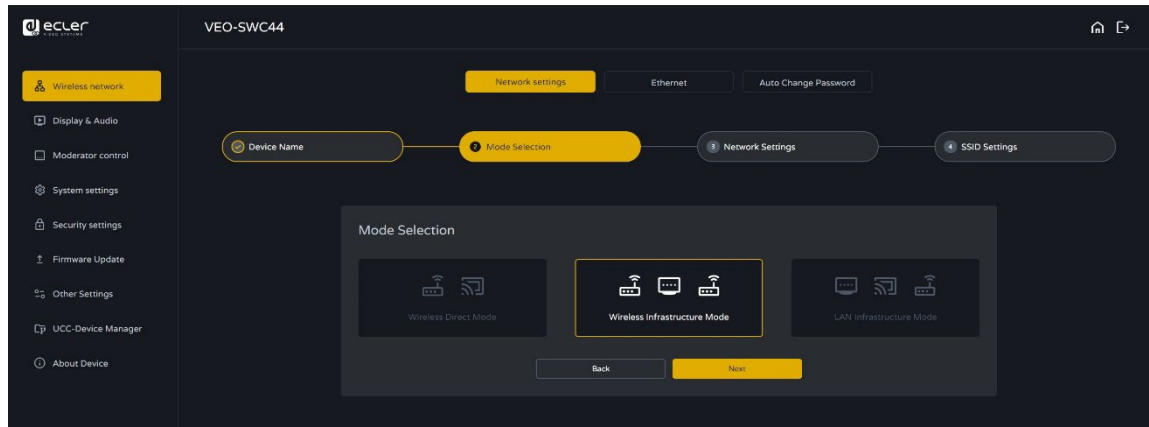 ecler
VIDEO SYSTEMS
VEO-SWC44
Wireless network
Display & Audio
Moderator control
System settings
Security settings
Firmware Update
Other Settings
UCC-Device Manager
About Device
Network settings
Ethernet
Auto Change Password
Device Name
2 Mode Selection
3 Network Settings
4 SSID Settings
Mode Selection
Wireless Direct Mode
Wireless Infrastructure Mode
LAN Infrastructure Mode
Back
Next